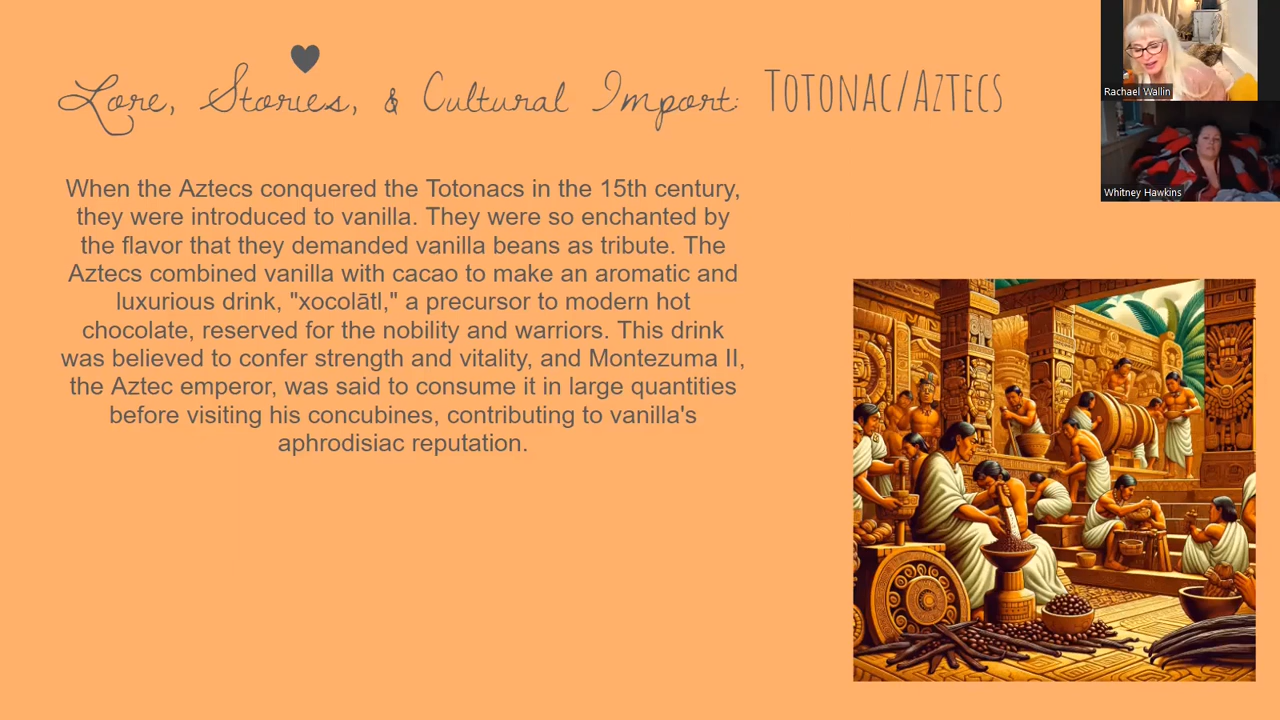 Lore, Stories, & Cultural Import: Totonac/Aztecs
When the Aztecs conquered the Totonacs in the 15th century,
they were introduced to vanilla. They were so enchanted by
the flavor that they demanded vanilla beans as tribute. The
Aztecs combined vanilla with cacao to make an aromatic and
luxurious drink, "xocolātl," a precursor to modern hot
chocolate, reserved for the nobility and warriors. This drink
was believed to confer strength and vitality, and Montezuma II,
the Aztec emperor, was said to consume it in large quantities
before visiting his concubines, contributing to vanilla's
aphrodisiac reputation.
Rachael Wallin
Whitney Hawkins